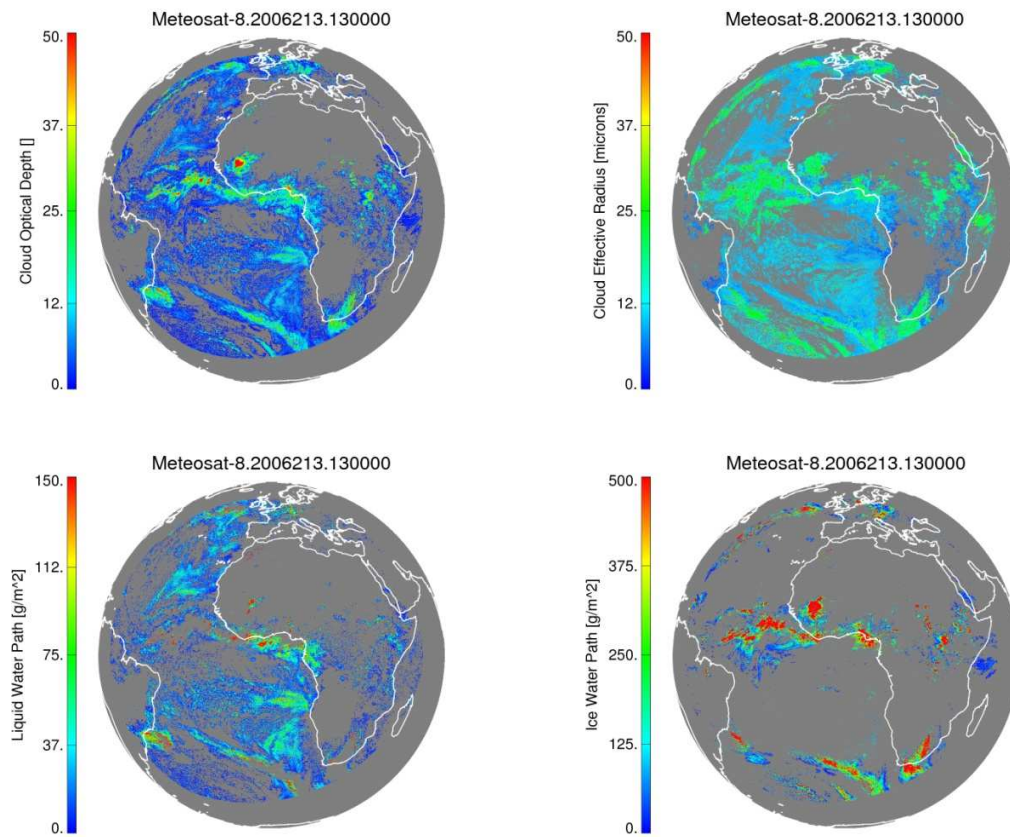 Meteosat-8.2006213.130000
50.
37.
25.
12.
0.
Cloud Optical Depth []
Meteosat-8.2006213.130000
50.
37.
25.
12.
0.
Cloud Effective Radius [microns]
Meteosat-8.2006213.130000
150.
112.
75.
37.
0.
Liquid Water Path [g/m^2]
Meteosat-8.2006213.130000
500.
375.
250.
125.
0.
Ice Water Path [g/m^2]